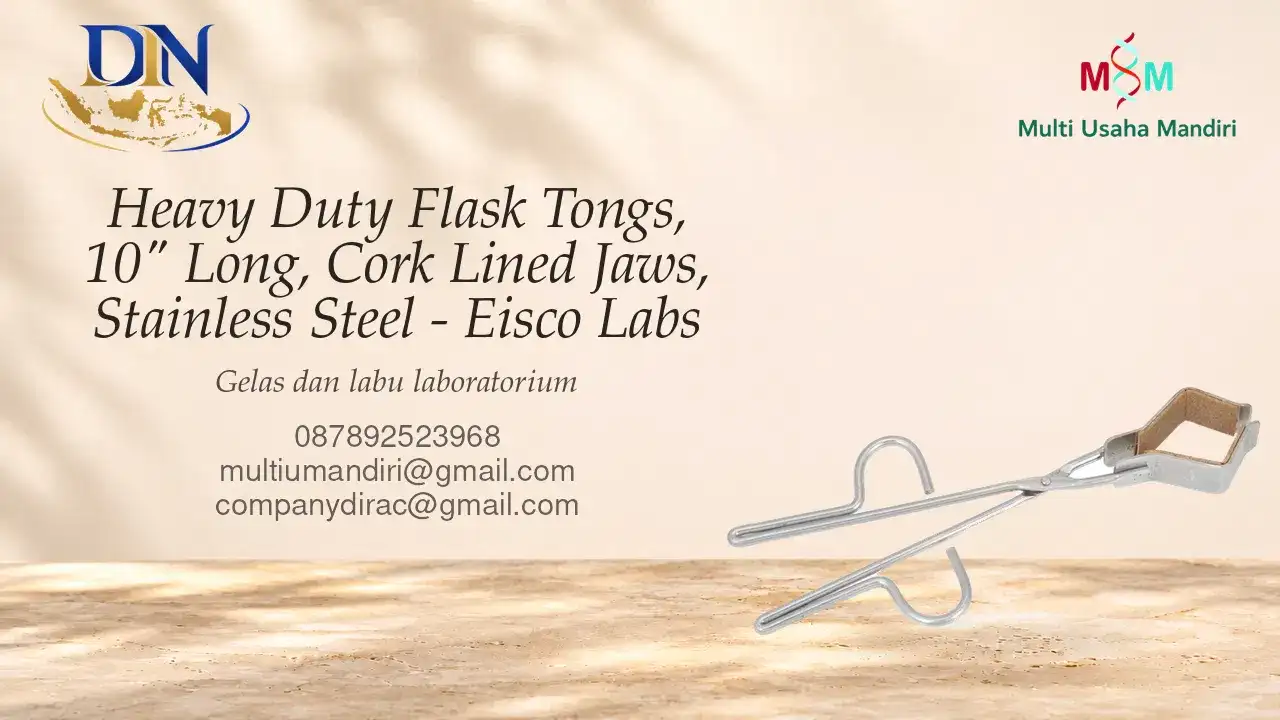 DIN
M M
Multi Usaha Mandiri
Heavy Duty Flask Tongs,
10" Long, Cork Lined Jaws,
Stainless Steel - Eisco Labs
Gelas dan labu laboratorium
087892523968
multiumandiri@gmail.com
companydirac@gmail.com